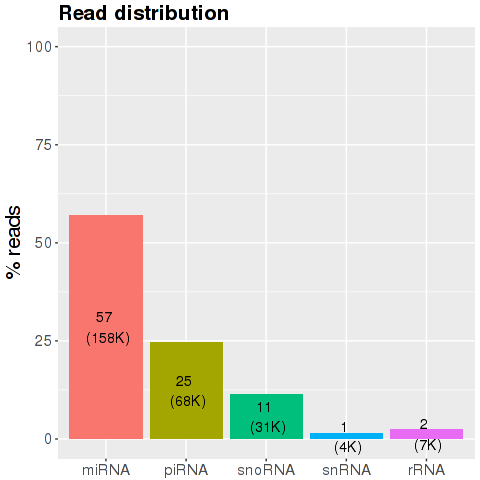 Read distribution
% reads
100
75
50
25
0
57
(158K)
25
(68K)
11
(31K)
1
(4K)
2
(7K)
miRNA piRNA snoRNA snRNA rRNA